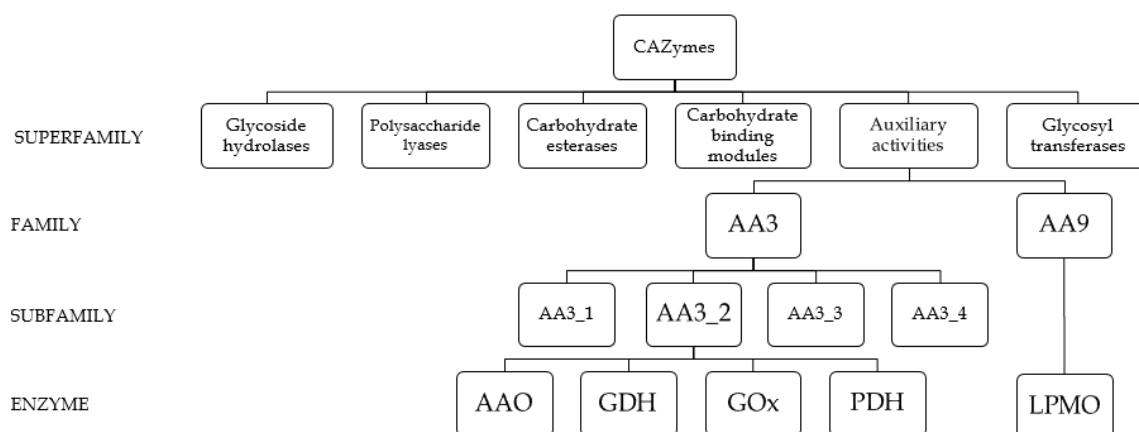 CAZymes
SUPERFAMILY
Glycoside
hydrolases
Polysaccharide
lyases
Carbohydrate
esterases
Carbohydrate
binding
modules
Auxiliary
activities
Glycosyl
transferases
FAMILY
AA3
AA9
SUBFAMILY
AA3_1
AA3_2
AA3_3
AA3_4
ENZYME
AAO
GDH
GOx
PDH
LPMO